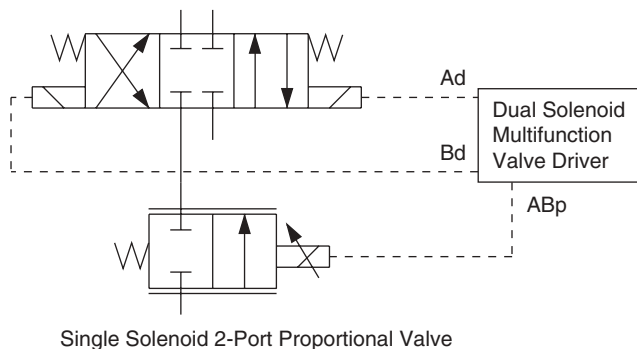 Ad
Dual Solenoid
Multifunction
Valve Driver
Bd
ABp
Single Solenoid 2-Port Proportional Valve